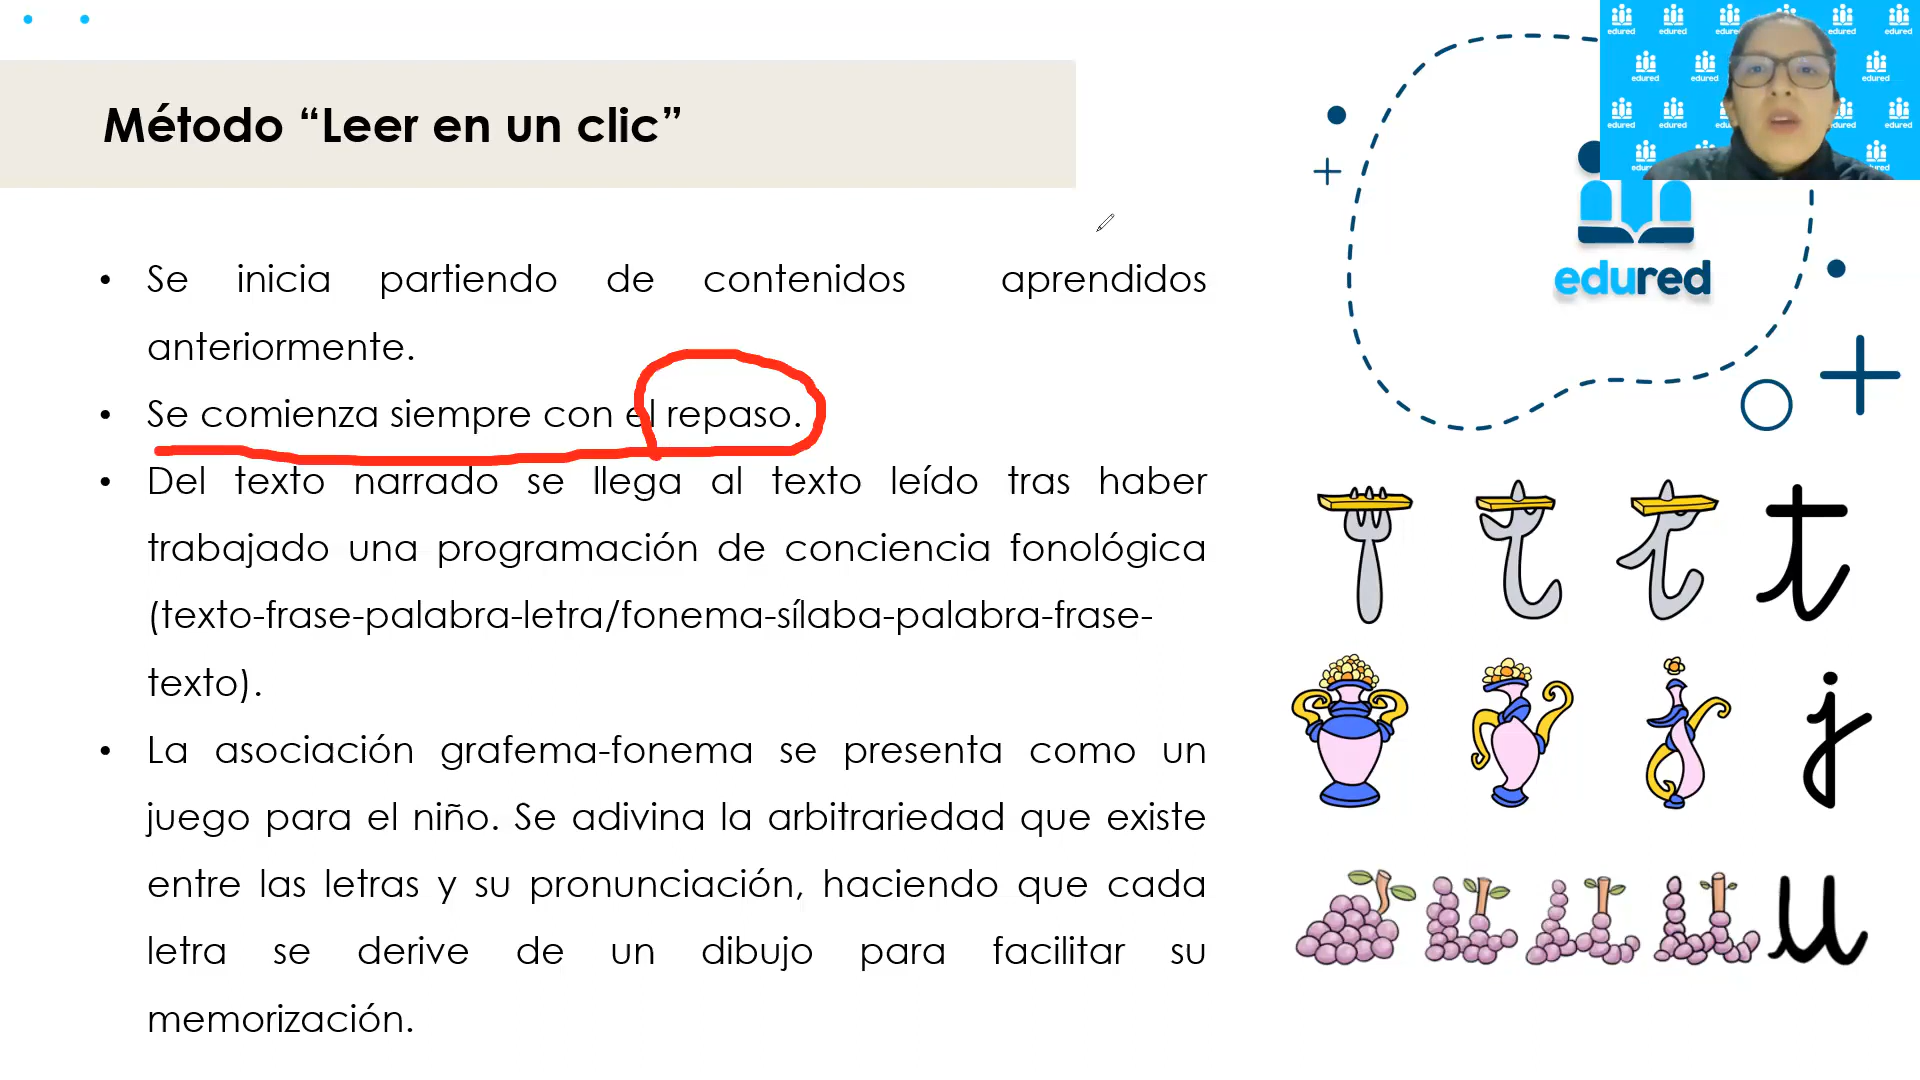 Método “Leer en un clic”
• Se inicia partiendo de contenidos aprendidos
anteriormente.
• Se comienza siempre con el repaso.
• Del texto narrado se llega al texto leído tras haber
trabajado una programación de conciencia fonológica
(texto-frase-palabra-letra/fonema-sílaba-palabra-frase-
texto).
• La asociación grafema-fonema se presenta como un
juego para el niño. Se adivina la arbitrariedad que existe
entre las letras y su pronunciación, haciendo que cada
letra se derive de un dibujo para facilitar su
memorización.
edured
t
j
u